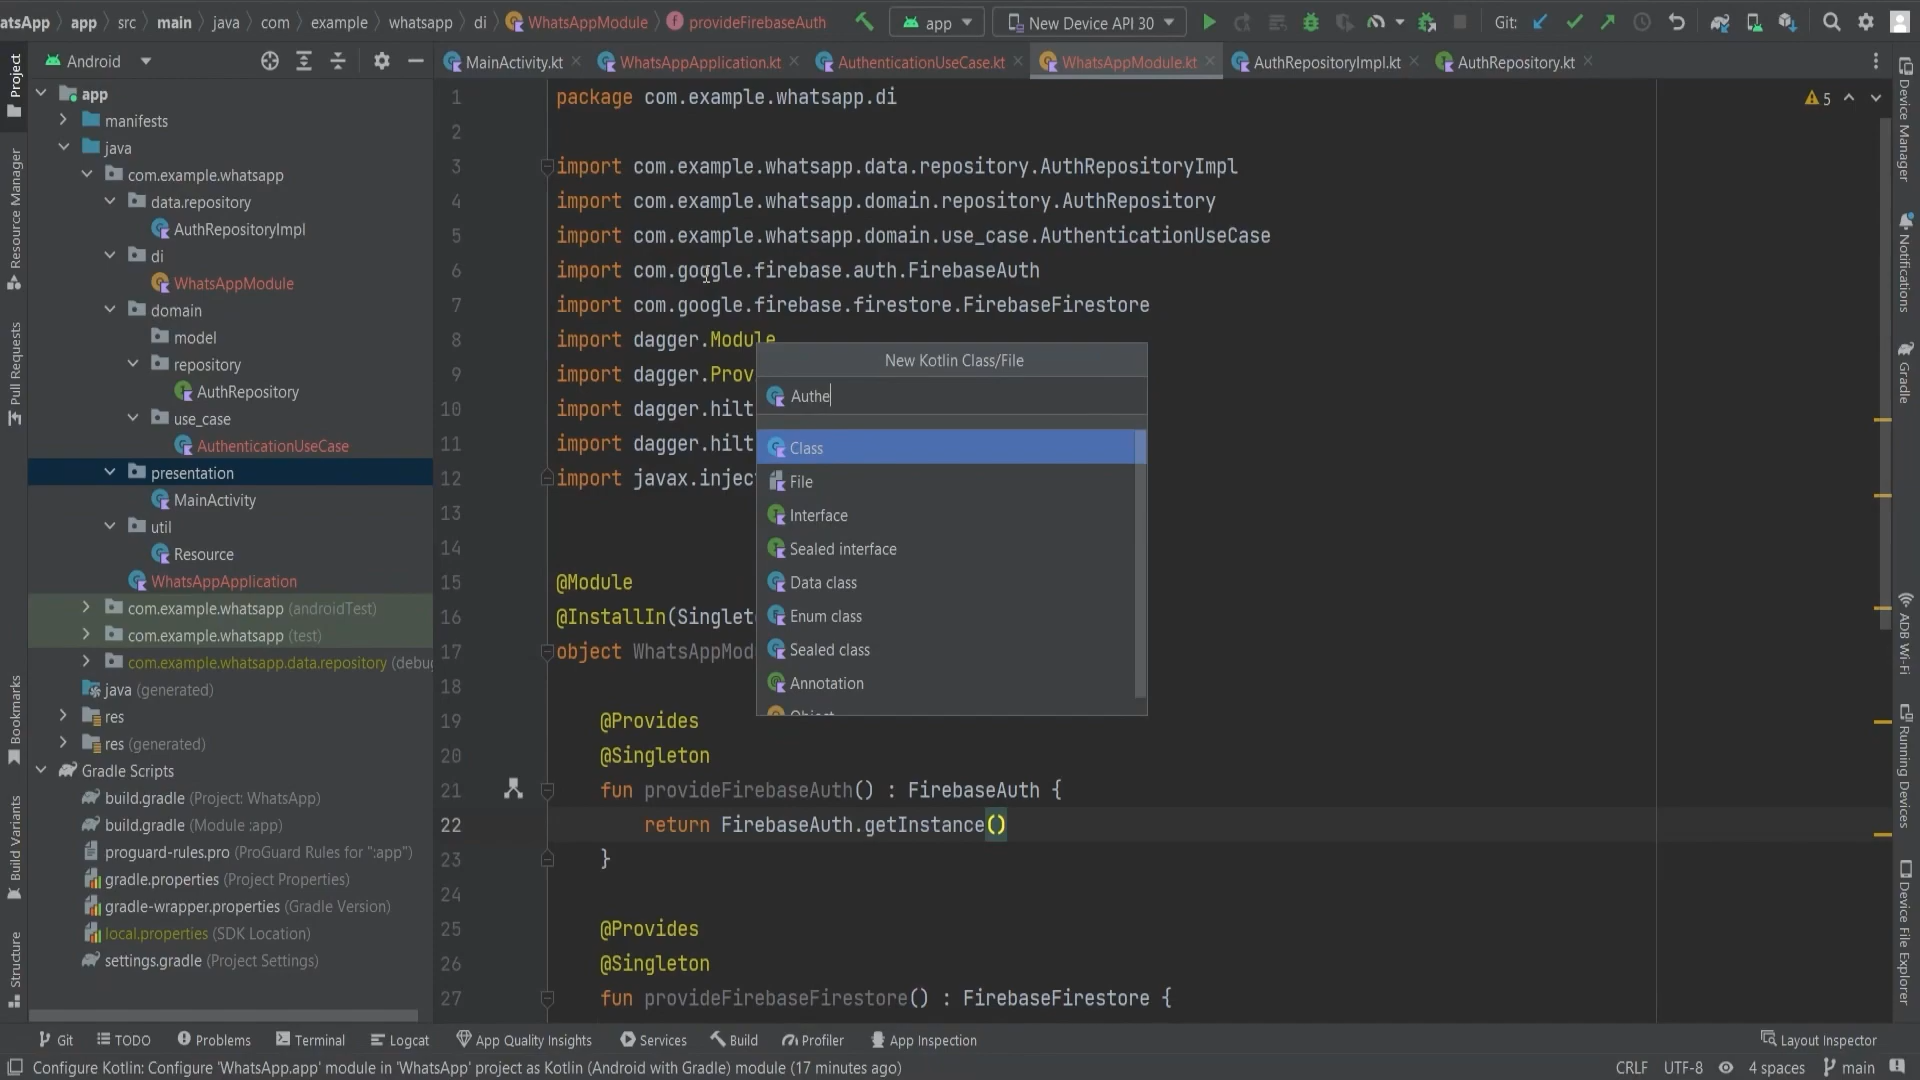 atsApp app src main java com example whatsapp di WhatsAppModule provideFirebaseAuth app New Device API 30 Git:
Android
MainActivity.kt WhatsAppApplication.kt AuthenticationUseCase.kt WhatsAppModule.kt AuthRepositoryImpl.kt AuthRepository.kt
Project
Resource Manager
Pull Requests
Bookmarks
Build Variants
Structure
app
manifests
java
com.example.whatsapp
data.repository
AuthRepositoryImpl
di
WhatsAppModule
domain
model
repository
AuthRepository
use_case
AuthenticationUseCase
presentation
MainActivity
util
Resource
WhatsAppApplication
com.example.whatsapp (androidTest)
com.example.whatsapp (test)
com.example.whatsapp.data.repository (debu
java (generated)
res
res (generated)
Gradle Scripts
build.gradle (Project: WhatsApp)
build.gradle (Module :app)
proguard-rules.pro (ProGuard Rules for ":app")
gradle.properties (Project Properties)
gradle-wrapper.properties (Gradle Version)
local.properties (SDK Location)
settings.gradle (Project Settings)
5
1 package com.example.whatsapp.di
2
3 import com.example.whatsapp.data.repository.AuthRepositoryImpl
4 import com.example.whatsapp.domain.repository.AuthRepository
5 import com.example.whatsapp.domain.use_case.AuthenticationUseCase
6 import com.google.firebase.auth.FirebaseAuth
7 import com.google.firebase.firestore.FirebaseFirestore
8 import dagger.Module
9 import dagger.Prov
10 import dagger.hilt
11 import dagger.hilt
12 import javax.injec
13
14
15 @Module
16 @InstallIn(Singlet
17 object WhatsAppMod
18
19 @Provides
20 @Singleton
21 fun provideFirebaseAuth() : FirebaseAuth {
22 return FirebaseAuth.getInstance()
23 }
24
25 @Provides
26 @Singleton
27 fun provideFirebaseFirestore() : FirebaseFirestore {
New Kotlin Class/File
Authe
Class
File
Interface
Sealed interface
Data class
Enum class
Sealed class
Annotation
Object
Device Manager
Notifications
Gradle
ADB Wi-Fi
Running Devices
Device File Explorer
Git TODO Problems Terminal Logcat App Quality Insights Services Build Profiler App Inspection Layout Inspector
Configure Kotlin: Configure 'WhatsApp.app' module in 'WhatsApp' project as Kotlin (Android with Gradle) module (17 minutes ago) CRLF UTF-8 4 spaces main